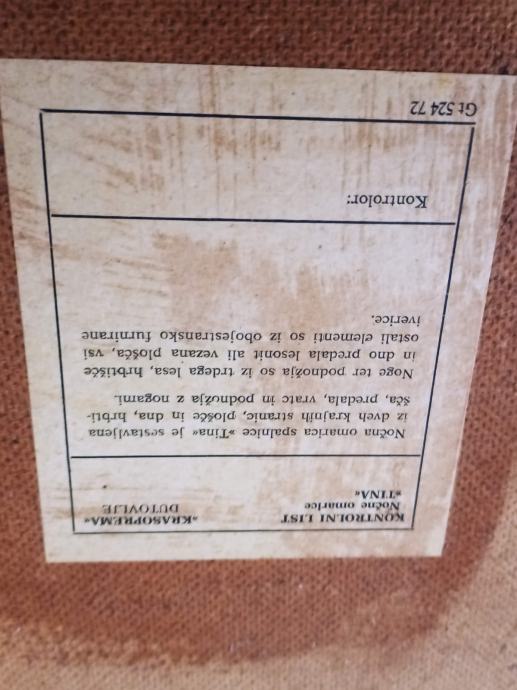 KONTROLNI LIST »KRASOPREMA«
Nočne omarice DUTOVLJE
»TINA«
Nočna omarica spalnice »Tina« je sestavljena
iz dveh krajnih stranic, plošče in dna, hrbti-
šča, predala, vratc in podnožja z nogami.
Noge ter podnožja so iz trdega lesa, hrbtišče
in dno predala lesonit ali vezana plošča, vsi
ostali elementi so iz obojestransko furnirane
iverice.
Kontrolor:
Gt 524 72